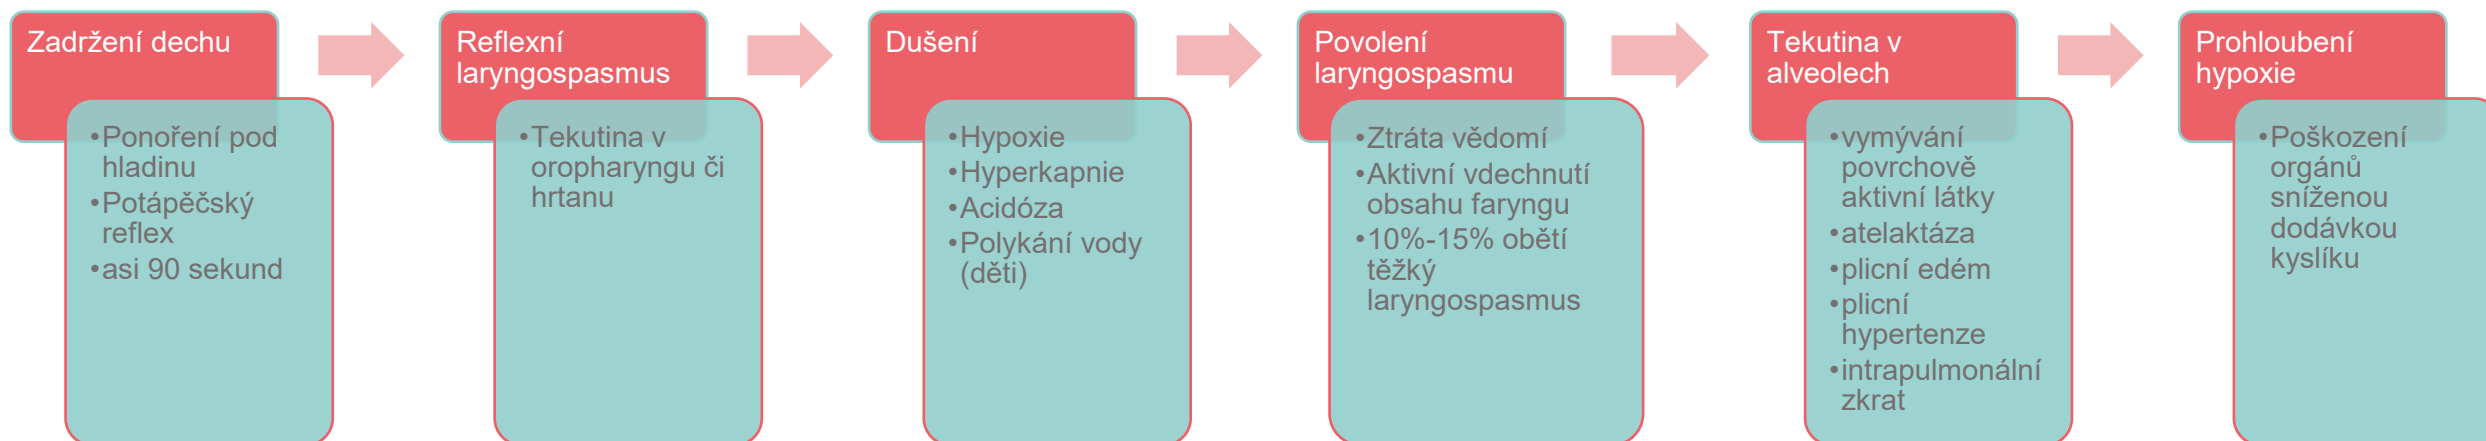 Zadržení dechu
•Ponoření pod
hladinu
•Potápěčský
reflex
•asi 90 sekund
Reflexní
laryngospasmus
•Tekutina v
oropharyngu či
hrtanu
Dušení
•Hypoxie
•Hyperkapnie
•Acidóza
•Polykání vody
(děti)
Povolení
laryngospasmu
•Ztráta vědomí
•Aktivní vdechnutí
obsahu faryngu
•10%-15% obětí
těžký
laryngospasmus
Tekutina v
alveolech
•vymývání
povrchově
aktivní látky
•atelaktáza
•plicní edém
•plicní
hypertenze
•intrapulmonální
zkrat
Prohloubení
hypoxie
•Poškození
orgánů
sníženou
dodávkou
kyslíku